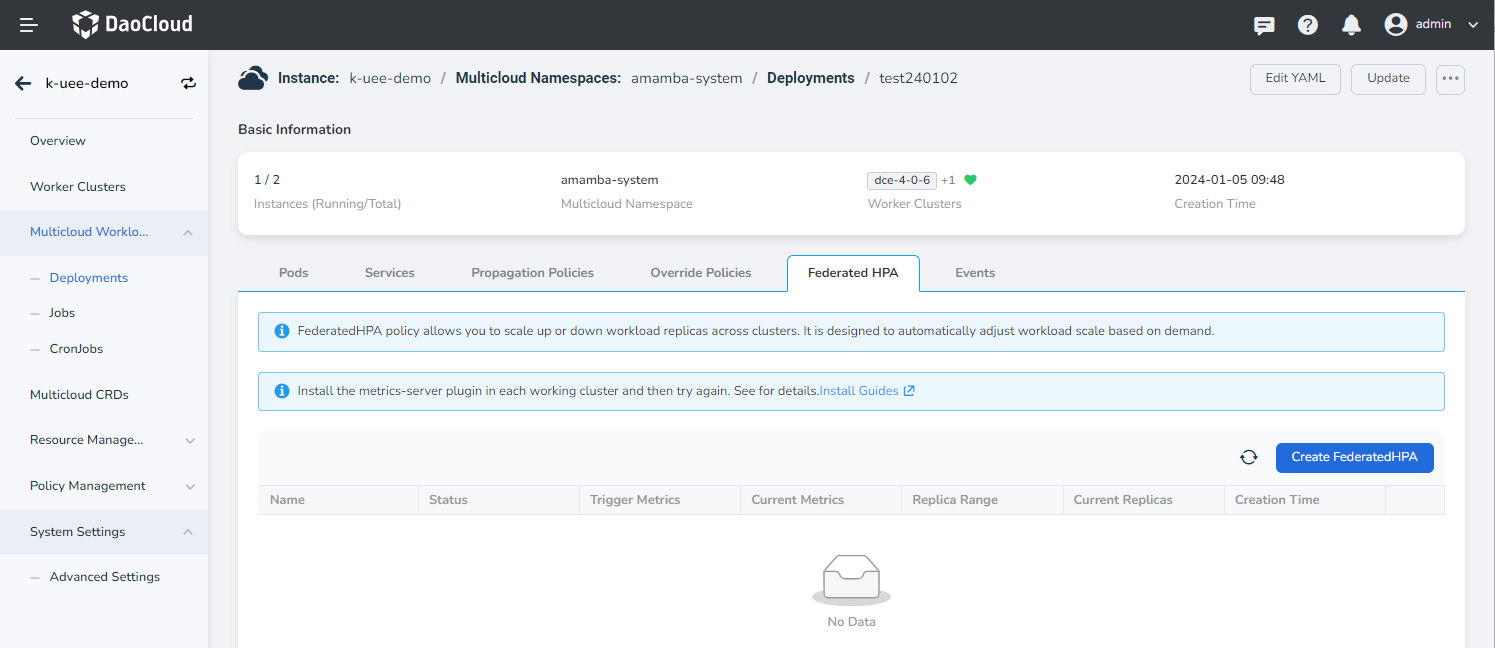 DaoCloud
admin
k-uee-demo
Instance: k-uee-demo / Multicloud Namespaces: amamba-system / Deployments / test240102
Edit YAML
Update
Overview
Worker Clusters
Multicloud Worklo...
Deployments
Jobs
CronJobs
Multicloud CRDs
Resource Manage...
Policy Management
System Settings
Advanced Settings
Basic Information
1 / 2
Instances (Running/Total)
amamba-system
Multicloud Namespace
dce-4-0-6 +1
Worker Clusters
2024-01-05 09:48
Creation Time
Pods Services Propagation Policies Override Policies Federated HPA Events
FederatedHPA policy allows you to scale up or down workload replicas across clusters. It is designed to automatically adjust workload scale based on demand.
Install the metrics-server plugin in each working cluster and then try again. See for details.Install Guides
Create FederatedHPA
Name Status Trigger Metrics Current Metrics Replica Range Current Replicas Creation Time
No Data